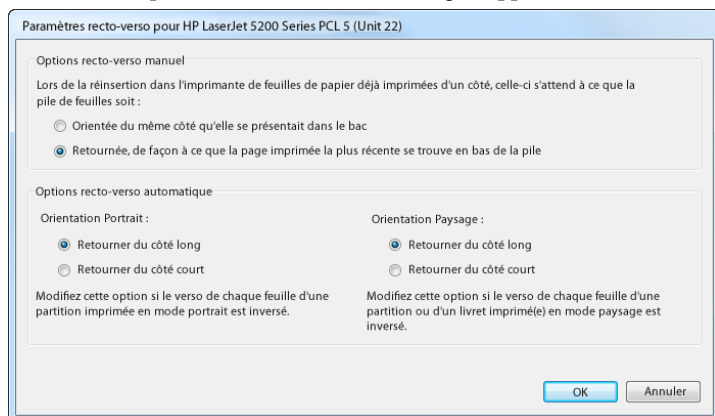 Paramètres recto-verso pour HP LaserJet 5200 Series PCL 5 (Unit 22)
Options recto-verso manuel
Lors de la réinsertion dans l'imprimante de feuilles de papier déjà imprimées d'un côté, celle-ci s'attend à ce que la
pile de feuilles soit :
Orientée du même côté qu'elle se présentait dans le bac
Retournée, de façon à ce que la page imprimée la plus récente se trouve en bas de la pile
Options recto-verso automatique
Orientation Portrait :
Retourner du côté long
Retourner du côté court
Modifiez cette option si le verso de chaque feuille d'une
partition imprimée en mode portrait est inversé.
Orientation Paysage :
Retourner du côté long
Retourner du côté court
Modifiez cette option si le verso de chaque feuille d'une
partition ou d'un livret imprimé(e) en mode paysage est
inversé.
OK
Annuler